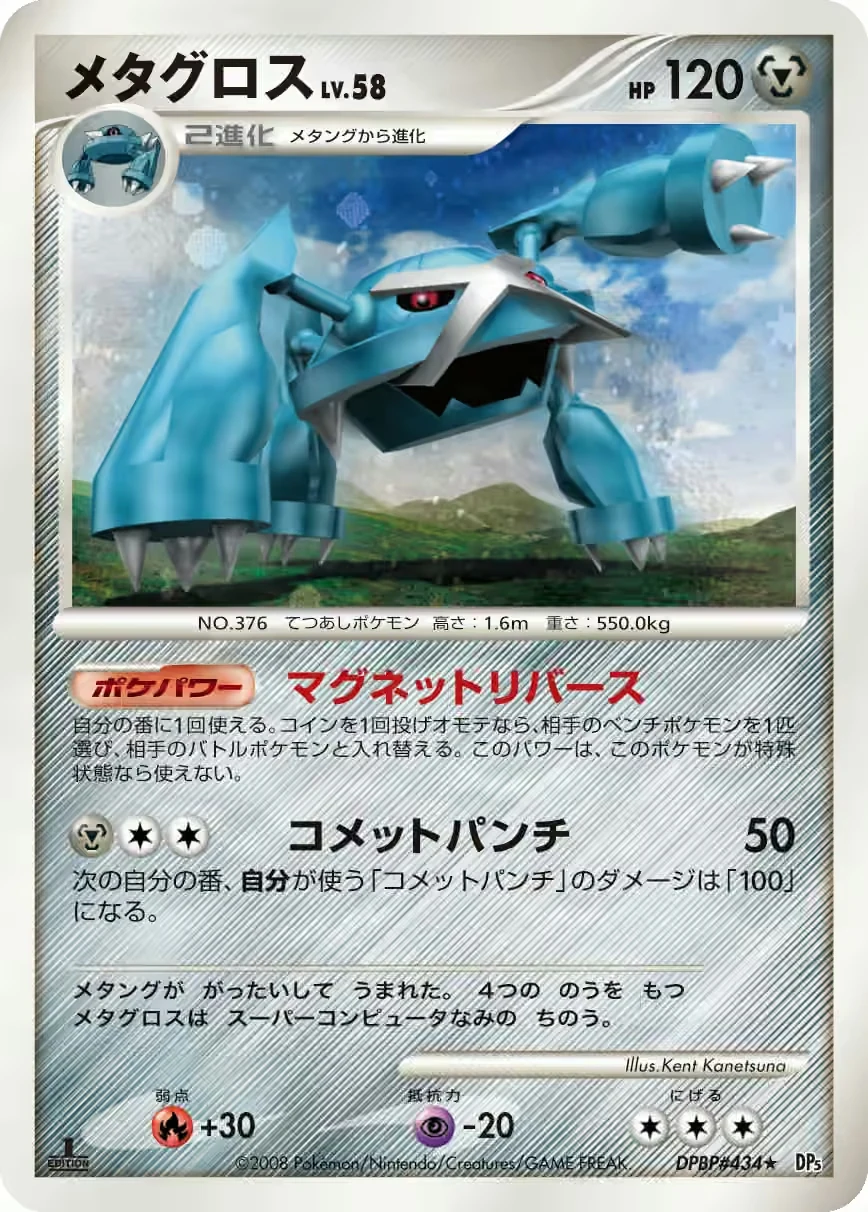 メタグロス LV.58 HP 120
2進化 メタングから進化
NO.376 てつあしポケモン 高さ：1.6m 重さ：550.0kg
ポケパワー マグネットリバース
自分の番に1回使える。コインを1回投げオモテなら、相手のベンチポケモンを1匹
選び、相手のバトルポケモンと入れ替える。このパワーは、このポケモンが特殊
状態なら使えない。
コメットパンチ 50
次の自分の番、自分が使う「コメットパンチ」のダメージは「100」
になる。
メタングが がったいして うまれた。 4つの のうを もつ
メタグロスは スーパーコンピュータなみの ちのう。
Illus.Kent Kanetsuna
弱点 抵抗力 にげる
+30 -20
1 EDITION ©2008 Pokémon/Nintendo/Creatures/GAME FREAK. DPBP#434★ DP5